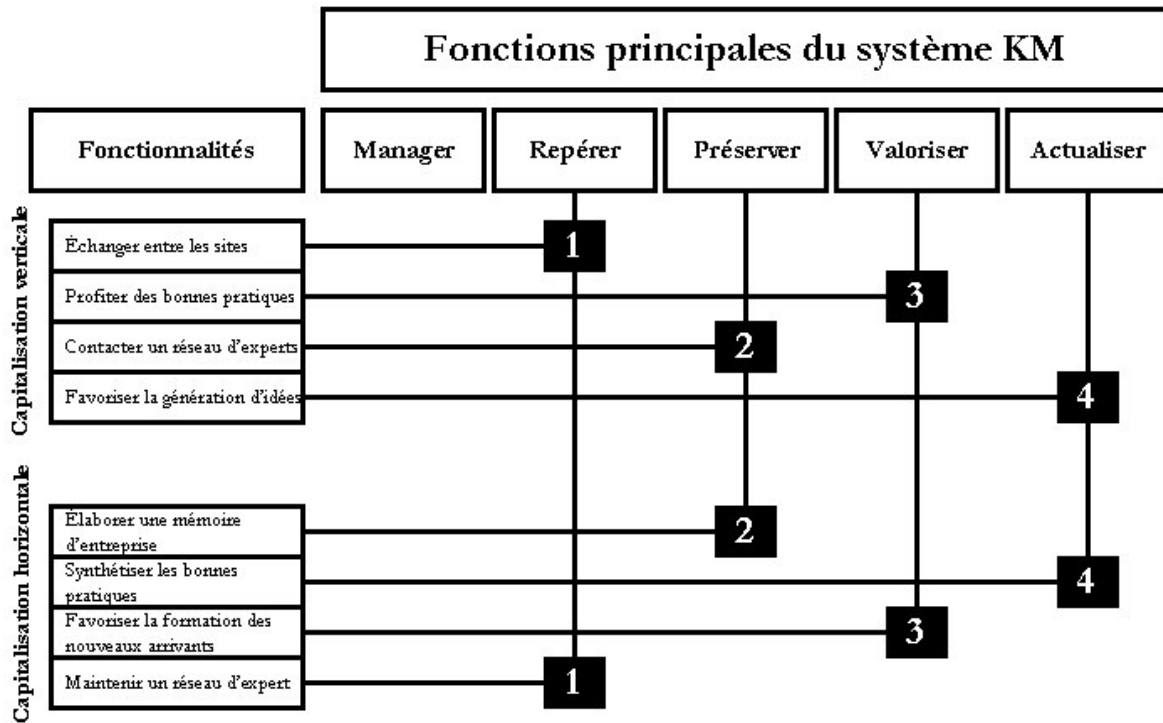 Fonctions principales du système KM
Fonctionnalités
Manager
Repérer
Préserver
Valoriser
Actualiser
Capitalisation verticale
Échanger entre les sites
1
Profiter des bonnes pratiques
3
Contacter un réseau d'experts
2
Favoriser la génération d'idées
4
Capitalisation horizontale
Élaborer une mémoire
d'entreprise
2
Synthétiser les bonnes
pratiques
4
Favoriser la formation des
nouveaux arrivants
3
Maintenir un réseau d'expert
1